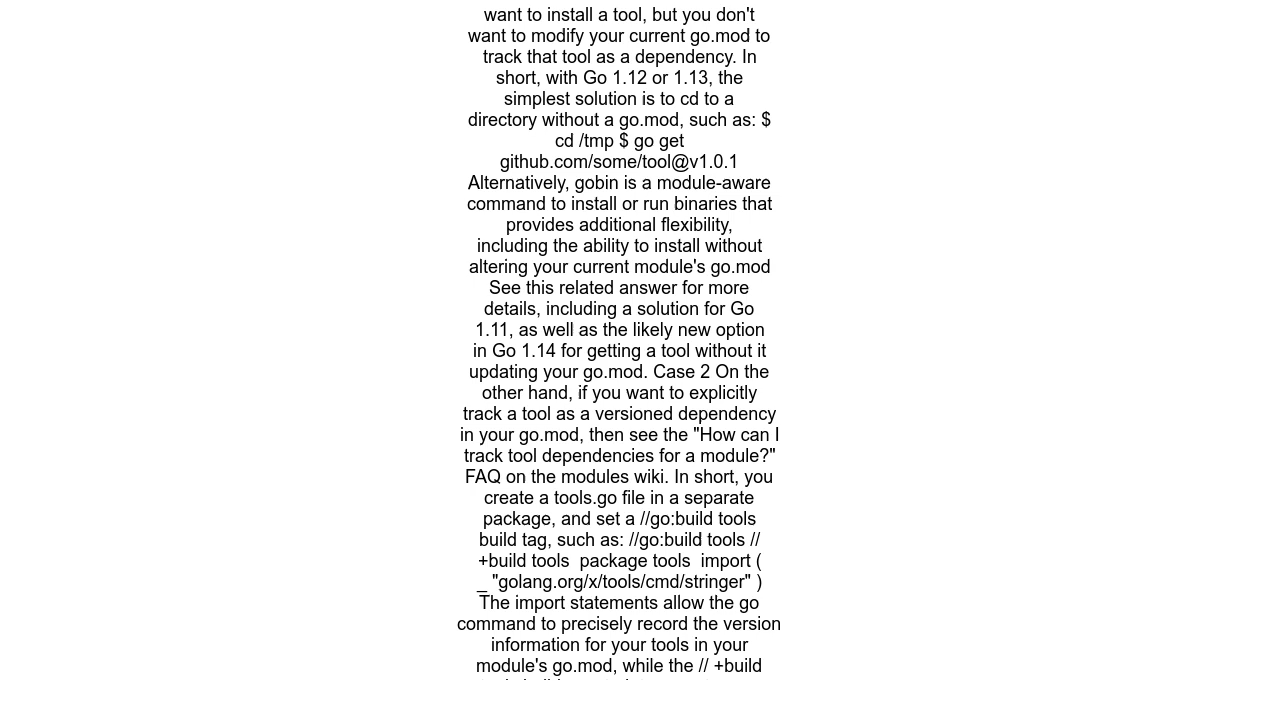 want to install a tool, but you don't
want to modify your current go.mod to
track that tool as a dependency. In
short, with Go 1.12 or 1.13, the
simplest solution is to cd to a
directory without a go.mod, such as: $
cd /tmp $ go get
github.com/some/tool@v1.0.1
Alternatively, gobin is a module-aware
command to install or run binaries that
provides additional flexibility,
including the ability to install without
altering your current module's go.mod
See this related answer for more
details, including a solution for Go
1.11, as well as the likely new option
in Go 1.14 for getting a tool without it
updating your go.mod. Case 2 On the
other hand, if you want to explicitly
track a tool as a versioned dependency
in your go.mod, then see the "How can I
track tool dependencies for a module?"
FAQ on the modules wiki. In short, you
create a tools.go file in a separate
package, and set a //go:build tools
build tag, such as: //go:build tools //
+build tools  package tools  import (
_ "golang.org/x/tools/cmd/stringer" )
The import statements allow the go
command to precisely record the version
information for your tools in your
module's go.mod, while the // +build